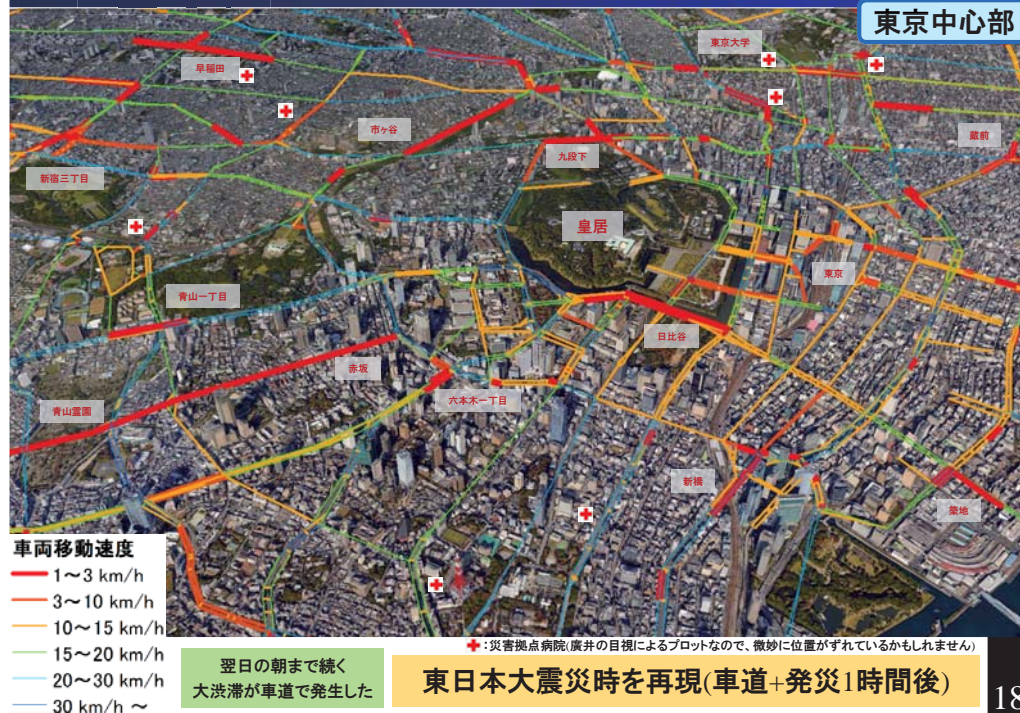 東京中心部
東京大学
早稲田
市ヶ谷
蔵前
九段下
新宿三丁目
皇居
東京
青山一丁目
日比谷
赤坂
六本木一丁目
青山霊園
新橋
築地
車両移動速度
1～3 km/h
3～10 km/h
10～15 km/h
15～20 km/h
20～30 km/h
30 km/h ～
:災害拠点病院(廣井の目視によるプロットなので、微妙に位置がずれているかもしれません)
翌日の朝まで続く
大渋滞が車道で発生した
東日本大震災時を再現(車道+発災1時間後)
18